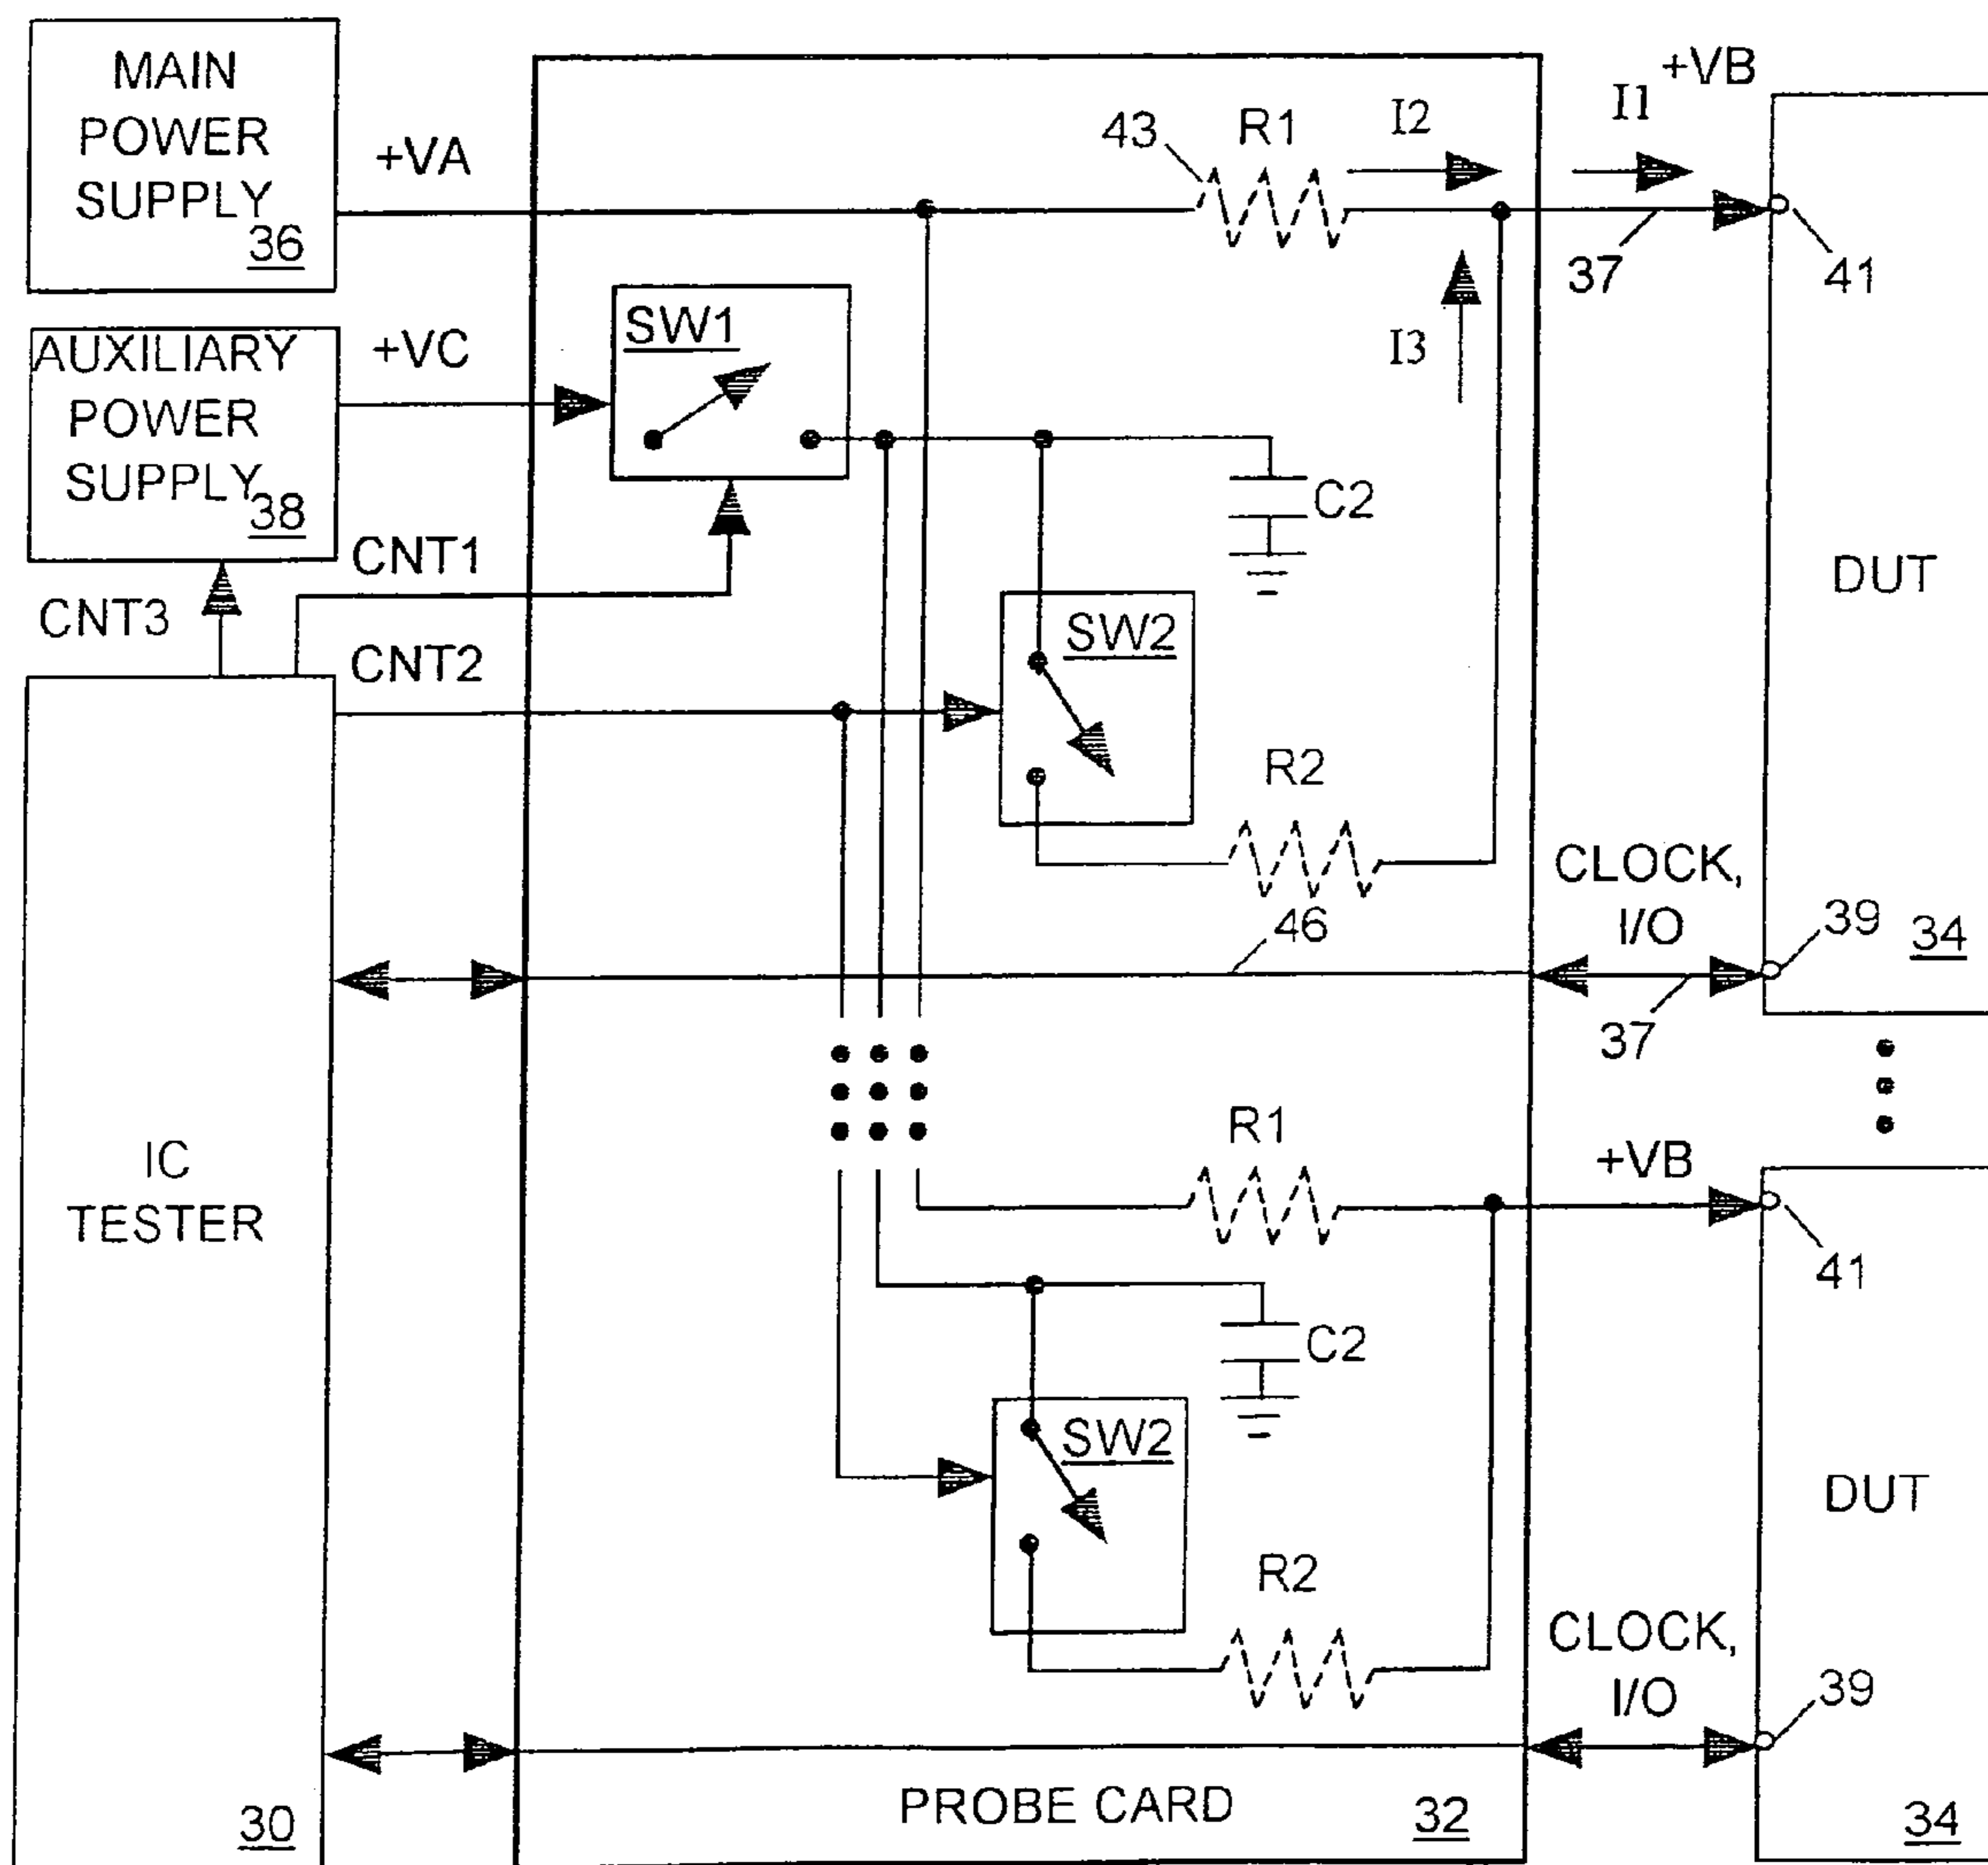 MAIN
POWER
SUPPLY
36
+VA
43
R1
I2
I1
+VB
37
41
AUXILIARY
POWER
SUPPLY
38
+VC
SW1
I3
C2
CNT1
CNT3
CNT2
DUT
SW2
R2
CLOCK,
I/O
46
39
34
37
IC
TESTER
R1
+VB
41
C2
SW2
DUT
R2
CLOCK,
I/O
39
30
PROBE CARD
32
34